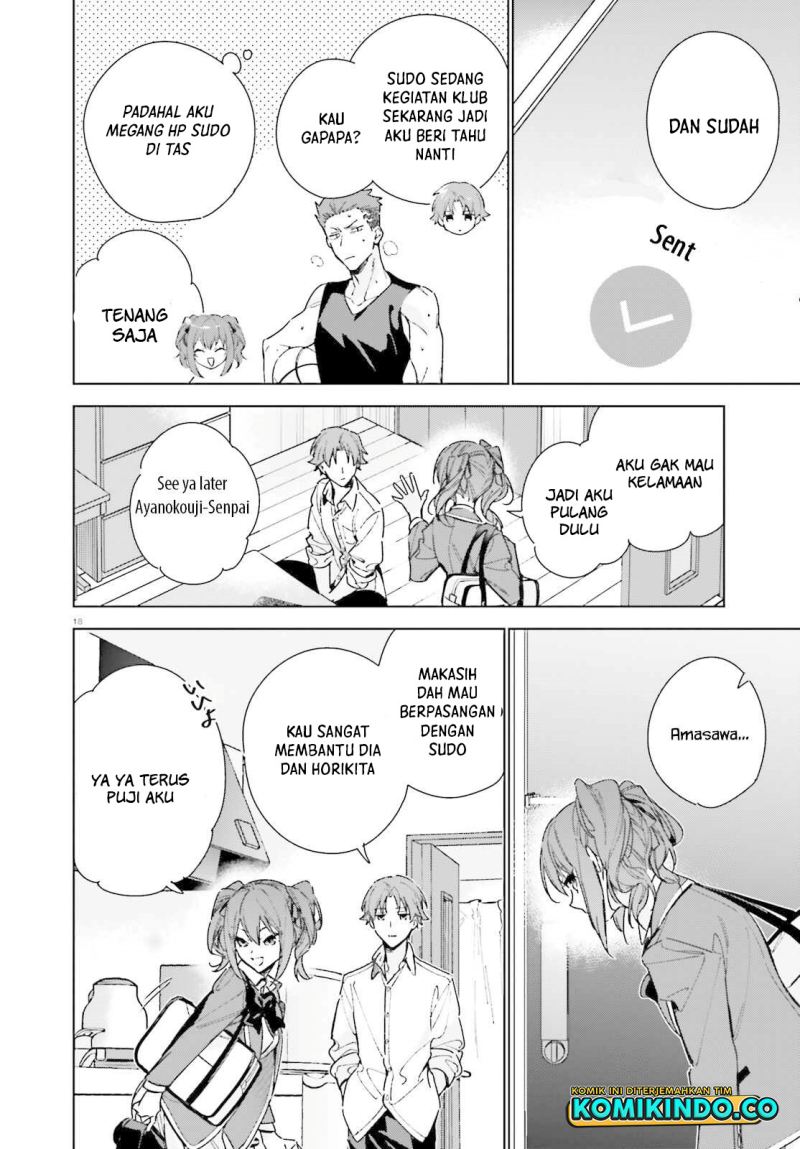 DAN SUDAH
Sent
SUDO SEDANG
KEGIATAN KLUB
SEKARANG JADI
AKU BERI TAHU
NANTI
KAU
GAPAPA?
PADAHAL AKU
MEGANG HP SUDO
DI TAS
TENANG
SAJA
AKU GAK MAU
KELAMAAN
JADI AKU
PULANG
DULU
See ya later
Ayanokouji-Senpai
18
Amasawa...
MAKASIH
DAH MAU
BERPASANGAN
DENGAN
SUDO
KAU SANGAT
MEMBANTU DIA
DAN HORIKITA
いくよ
YA YA TERUS
PUJI AKU
KOMIK INI DITERJEMAHKAN TIM
KOMIKINDO.CO